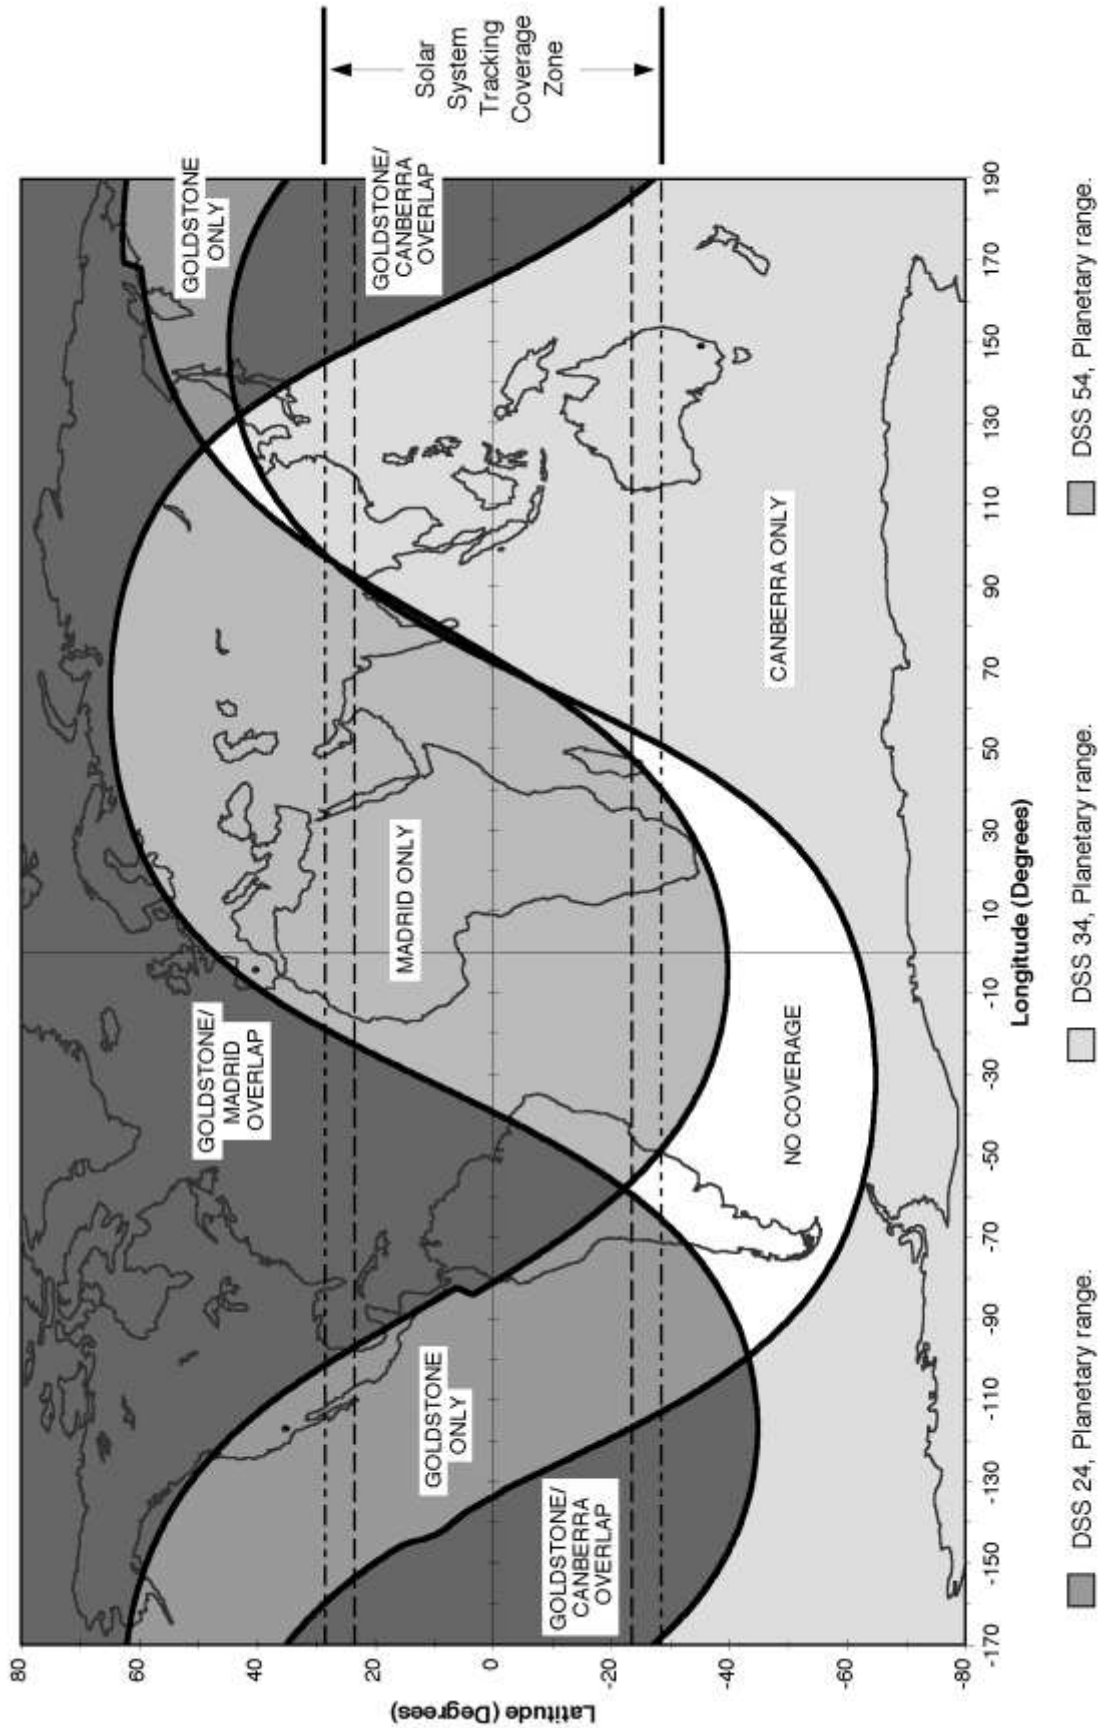 Solar
System
Tracking
Coverage
Zone
GOLDSTONE
ONLY
GOLDSTONE/
CANBERRA
OVERLAP
GOLDSTONE/
MADRID
OVERLAP
MADRID ONLY
GOLDSTONE
ONLY
CANBERRA ONLY
NO COVERAGE
GOLDSTONE/
CANBERRA
OVERLAP
Latitude (Degrees)
80
60
40
20
0
-20
-40
-60
-80
-170
-150
-130
-110
-90
-70
-50
-30
-10
10
30
50
70
90
110
130
150
170
190
Longitude (Degrees)
DSS 24, Planetary range.
DSS 34, Planetary range.
DSS 54, Planetary range.